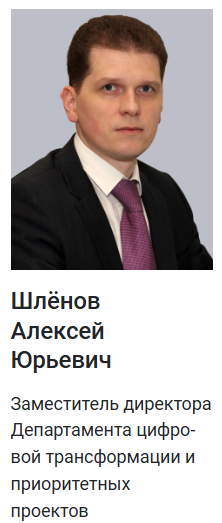 Шлёнов
Алексей
Юрьевич
Заместитель директора
Департамента цифро-
вой трансформации и
приоритетных
проектов